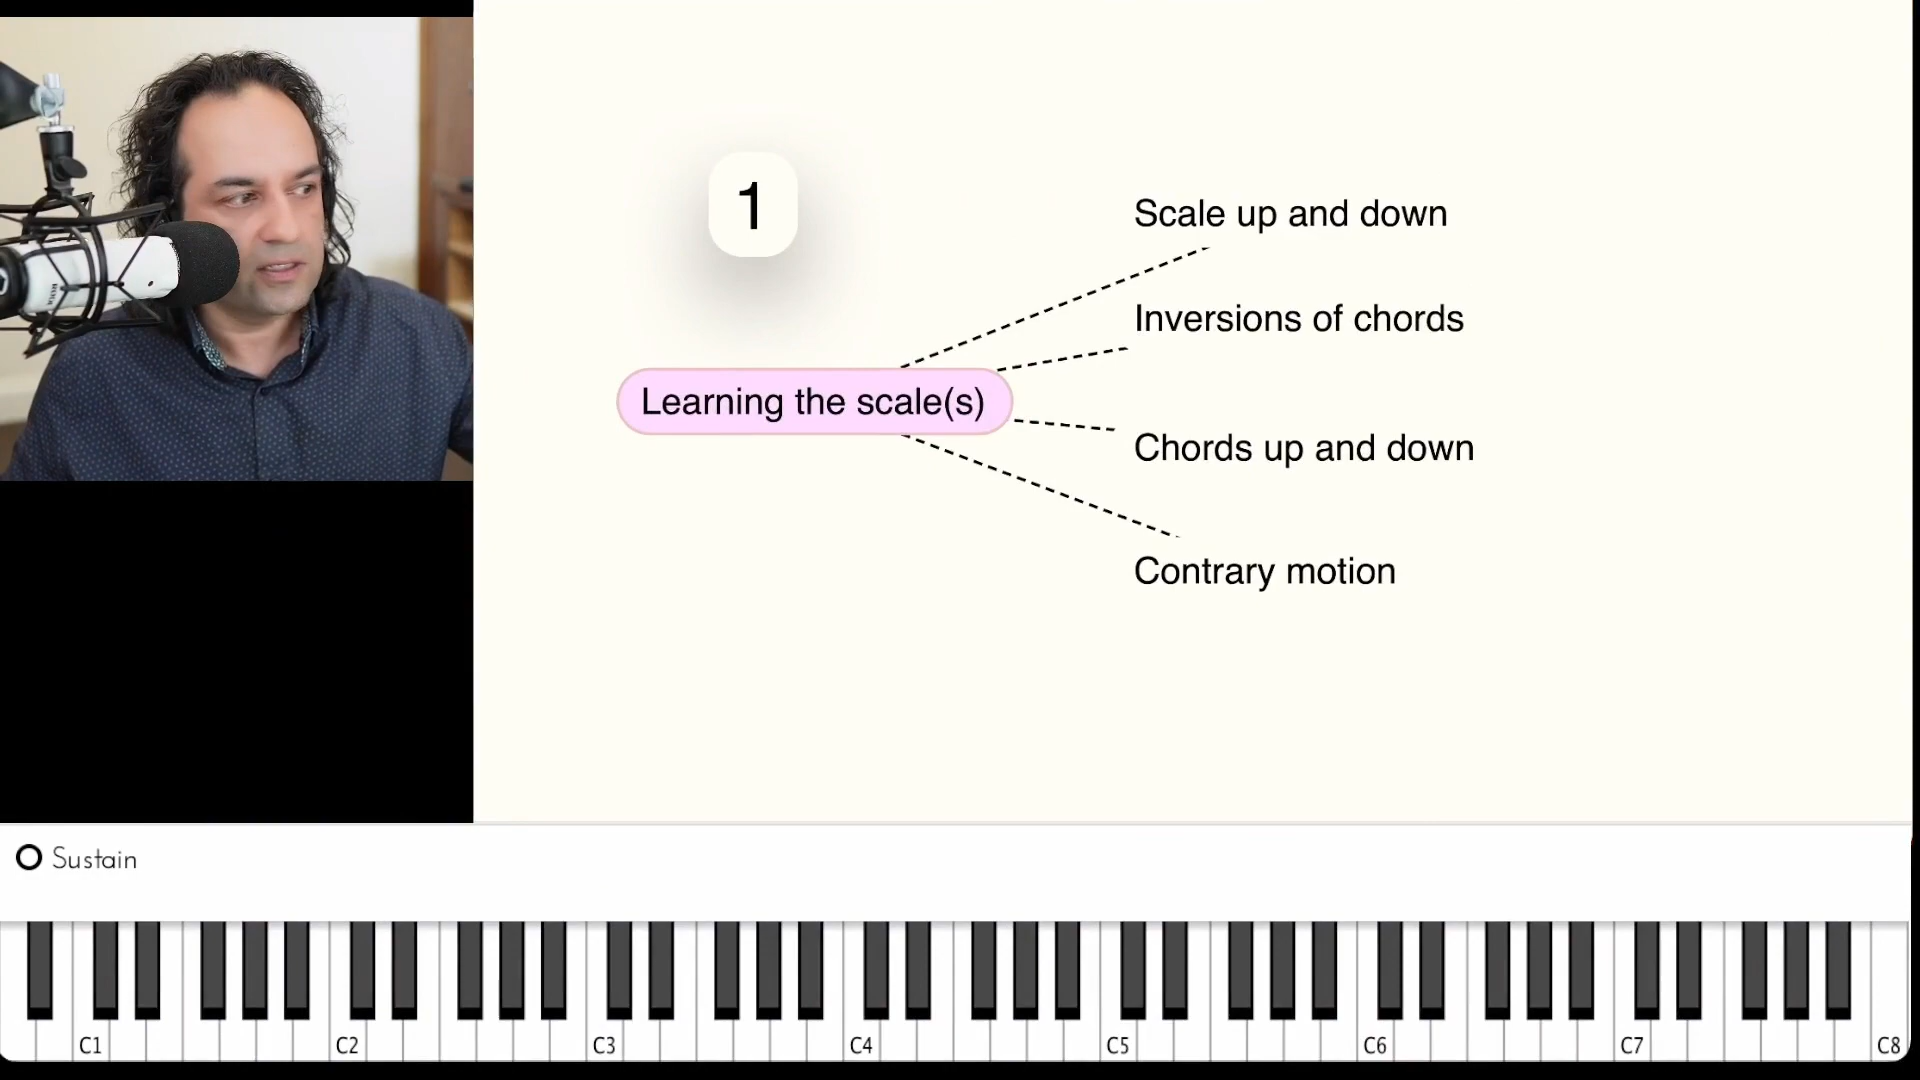 1
Scale up and down
Inversions of chords
Learning the scale(s)
Chords up and down
Contrary motion
Sustain
C1 C2 C3 C4 C5 C6 C7 C8